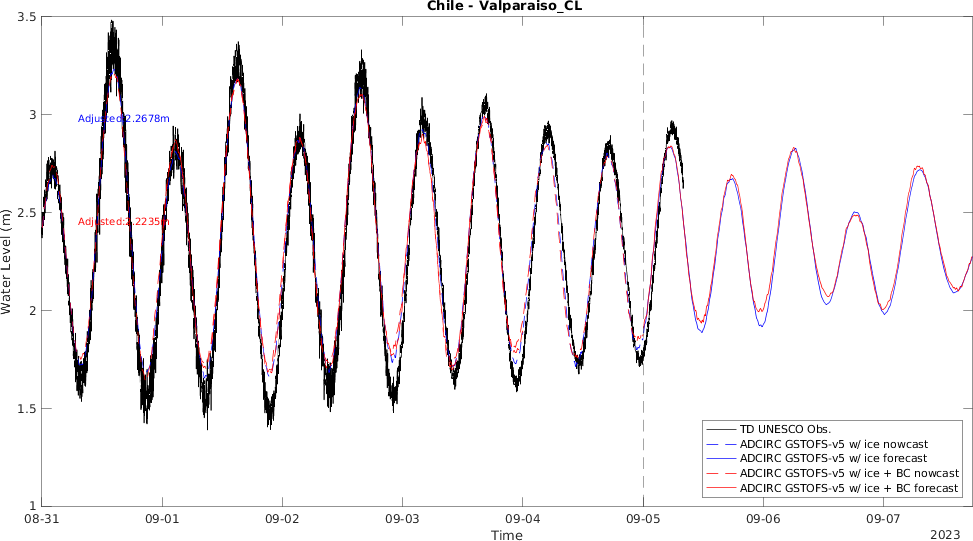 Chile - Valparaiso_CL
3.5
3
2.5
2
1.5
1
Water Level (m)
Adjusted:2.2678m
Adjusted:2.2235m
TD UNESCO Obs.
ADCIRC GSTOFS-v5 w/ ice nowcast
ADCIRC GSTOFS-v5 w/ ice forecast
ADCIRC GSTOFS-v5 w/ ice + BC nowcast
ADCIRC GSTOFS-v5 w/ ice + BC forecast
08-31 09-01 09-02 09-03 09-04 09-05 09-06 09-07
Time
2023